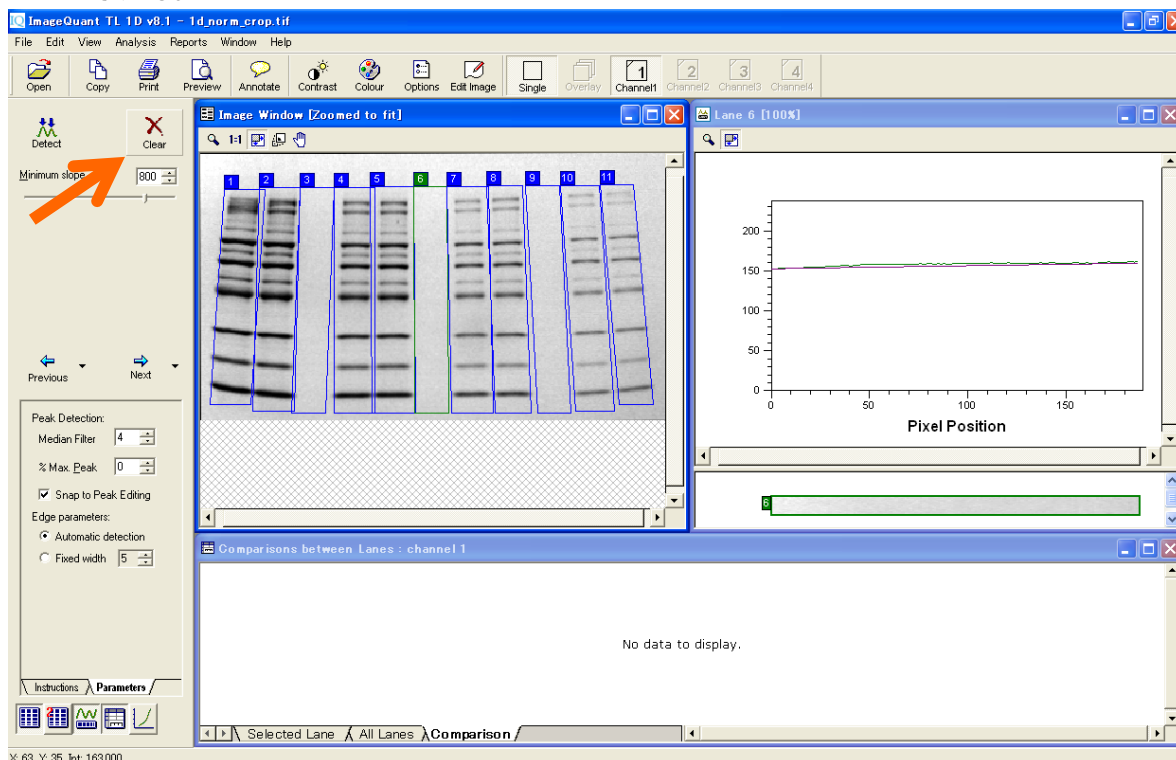 ImageQuant TL 1D v8.1 - 1d_norm_crop.tif
File Edit View Analysis Reports Window Help
Open Copy Print Preview Annotate Contrast Colour Options Edit Image Single Overlay Channel1 Channel2 Channel3 Channel4
1 2 3 4
Detect Clear
Minimum slope 800
Previous Next
Peak Detection:
Median Filter 4
% Max. Peak 0
Snap to Peak Editing
Edge parameters:
Automatic detection
Fixed width 5
Instructions Parameters
Image Window [Zoomed to fit]
1:1
1 2 3 4 5 6 7 8 9 10 11
Lane 6 [100%]
200
150
100
50
0
0 50 100 150
Pixel Position
6
Comparisons between Lanes : channel 1
No data to display.
Selected Lane All Lanes Comparison
X: 63 Y: 35 Int: 163.000